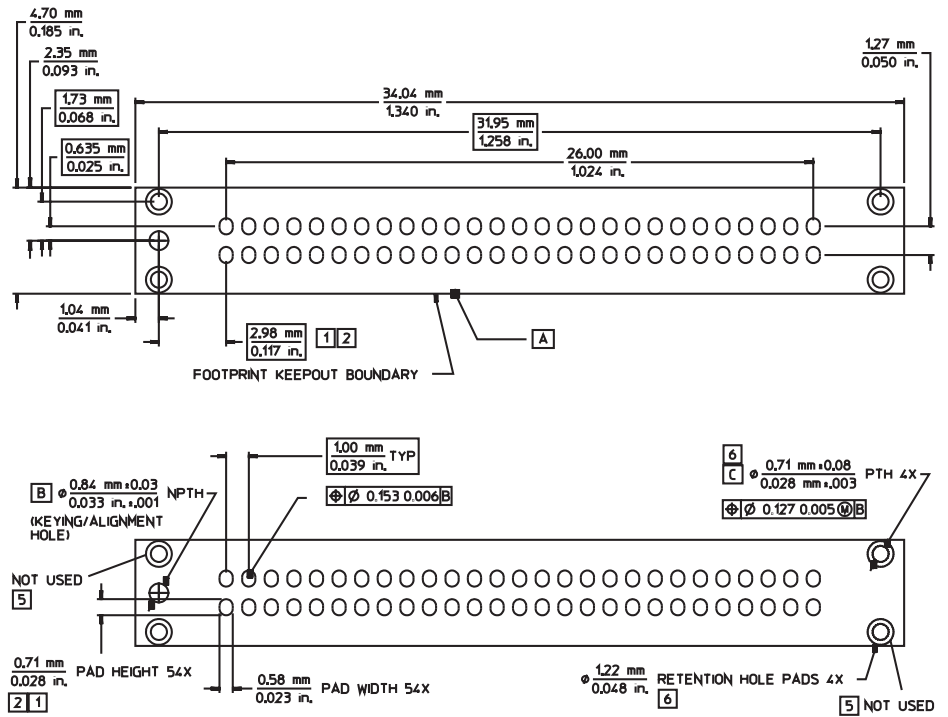 4.70 mm
0.185 in.
2.35 mm
0.093 in.
1.73 mm
0.068 in.
0.635 mm
0.025 in.
34.04 mm
1.340 in.
31.95 mm
1.258 in.
26.00 mm
1.024 in.
1.27 mm
0.050 in.
1.04 mm
0.041 in.
2.98 mm
0.117 in.
1 2
A
FOOTPRINT KEEPOUT BOUNDARY
1.00 mm TYP
0.039 in.
⌖ Ø 0.153 0.006 B
B ø 0.84 mm±0.03 NPTH
0.033 in.±.001
(KEYING/ALIGNMENT
HOLE)
6
C ø 0.71 mm±0.08 PTH 4X
0.028 mm±.003
⌖ Ø 0.127 0.005 Ⓜ B
NOT USED
5
0.71 mm PAD HEIGHT 54X
0.028 in.
2 1
0.58 mm PAD WIDTH 54X
0.023 in.
ø 1.22 mm RETENTION HOLE PADS 4X
0.048 in.
6
5 NOT USED